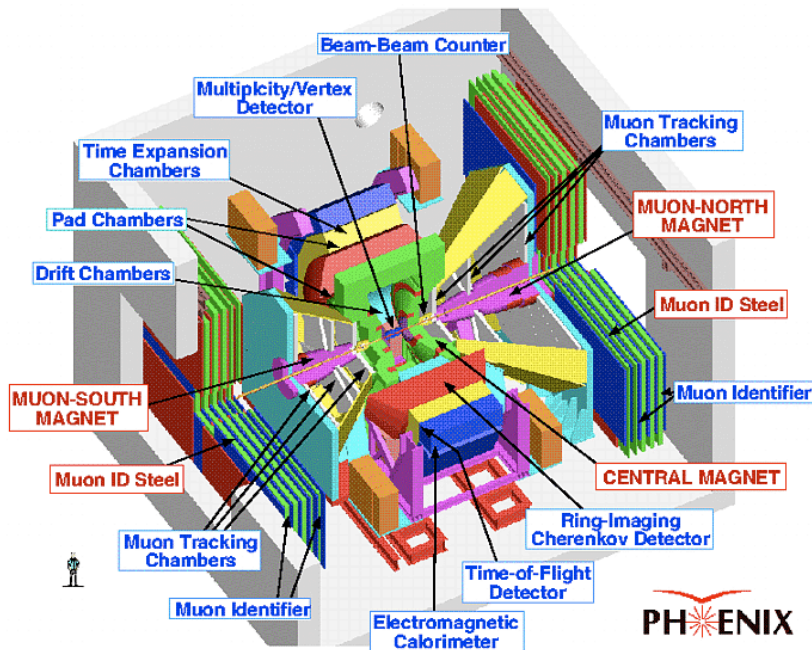 Beam-Beam Counter
Multiplcity/Vertex
Detector
Time Expansion
Chambers
Pad Chambers
Drift Chambers
Muon Tracking
Chambers
MUON-NORTH
MAGNET
Muon ID Steel
Muon Identifier
MUON-SOUTH
MAGNET
Muon ID Steel
CENTRAL MAGNET
Ring-Imaging
Cherenkov Detector
Muon Tracking
Chambers
Time-of-Flight
Detector
Muon Identifier
Electromagnetic
Calorimeter
PHENIX